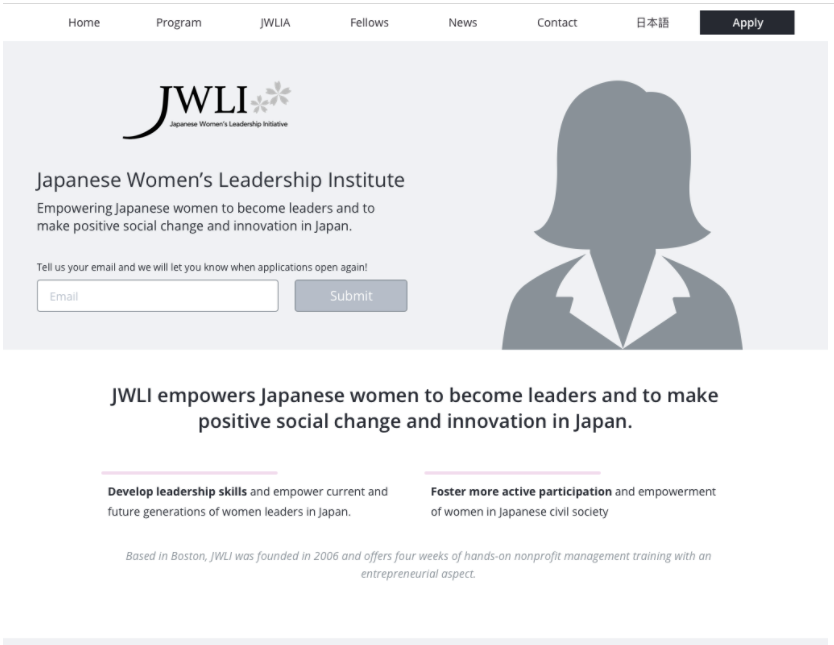 Home Program JWLIA Fellows News Contact 日本語 Apply
JWLI
Japanese Women's Leadership Initiative
Japanese Women's Leadership Institute
Empowering Japanese women to become leaders and to
make positive social change and innovation in Japan.
Tell us your email and we will let you know when applications open again!
Email Submit
JWLI empowers Japanese women to become leaders and to make
positive social change and innovation in Japan.
Develop leadership skills and empower current and
future generations of women leaders in Japan.
Foster more active participation and empowerment
of women in Japanese civil society
Based in Boston, JWLI was founded in 2006 and offers four weeks of hands-on nonprofit management training with an
entrepreneurial aspect.